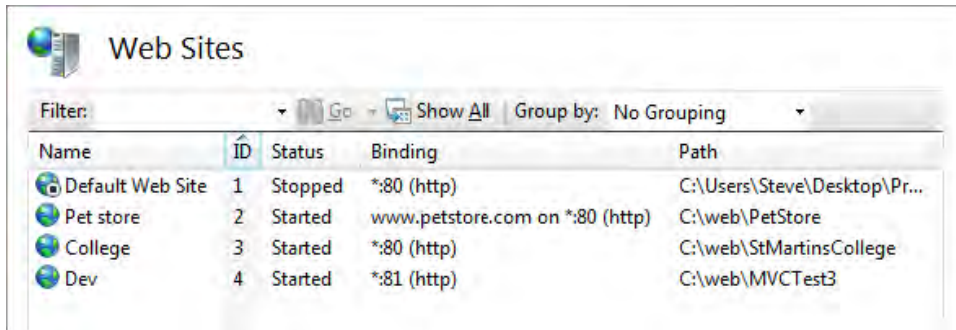 Web Sites
Filter: Go Show All Group by: No Grouping
Name ID Status Binding Path
Default Web Site 1 Stopped *:80 (http) C:\Users\Steve\Desktop\Pr...
Pet store 2 Started www.petstore.com on *:80 (http) C:\web\PetStore
College 3 Started *:80 (http) C:\web\StMartinsCollege
Dev 4 Started *:81 (http) C:\web\MVCTest3